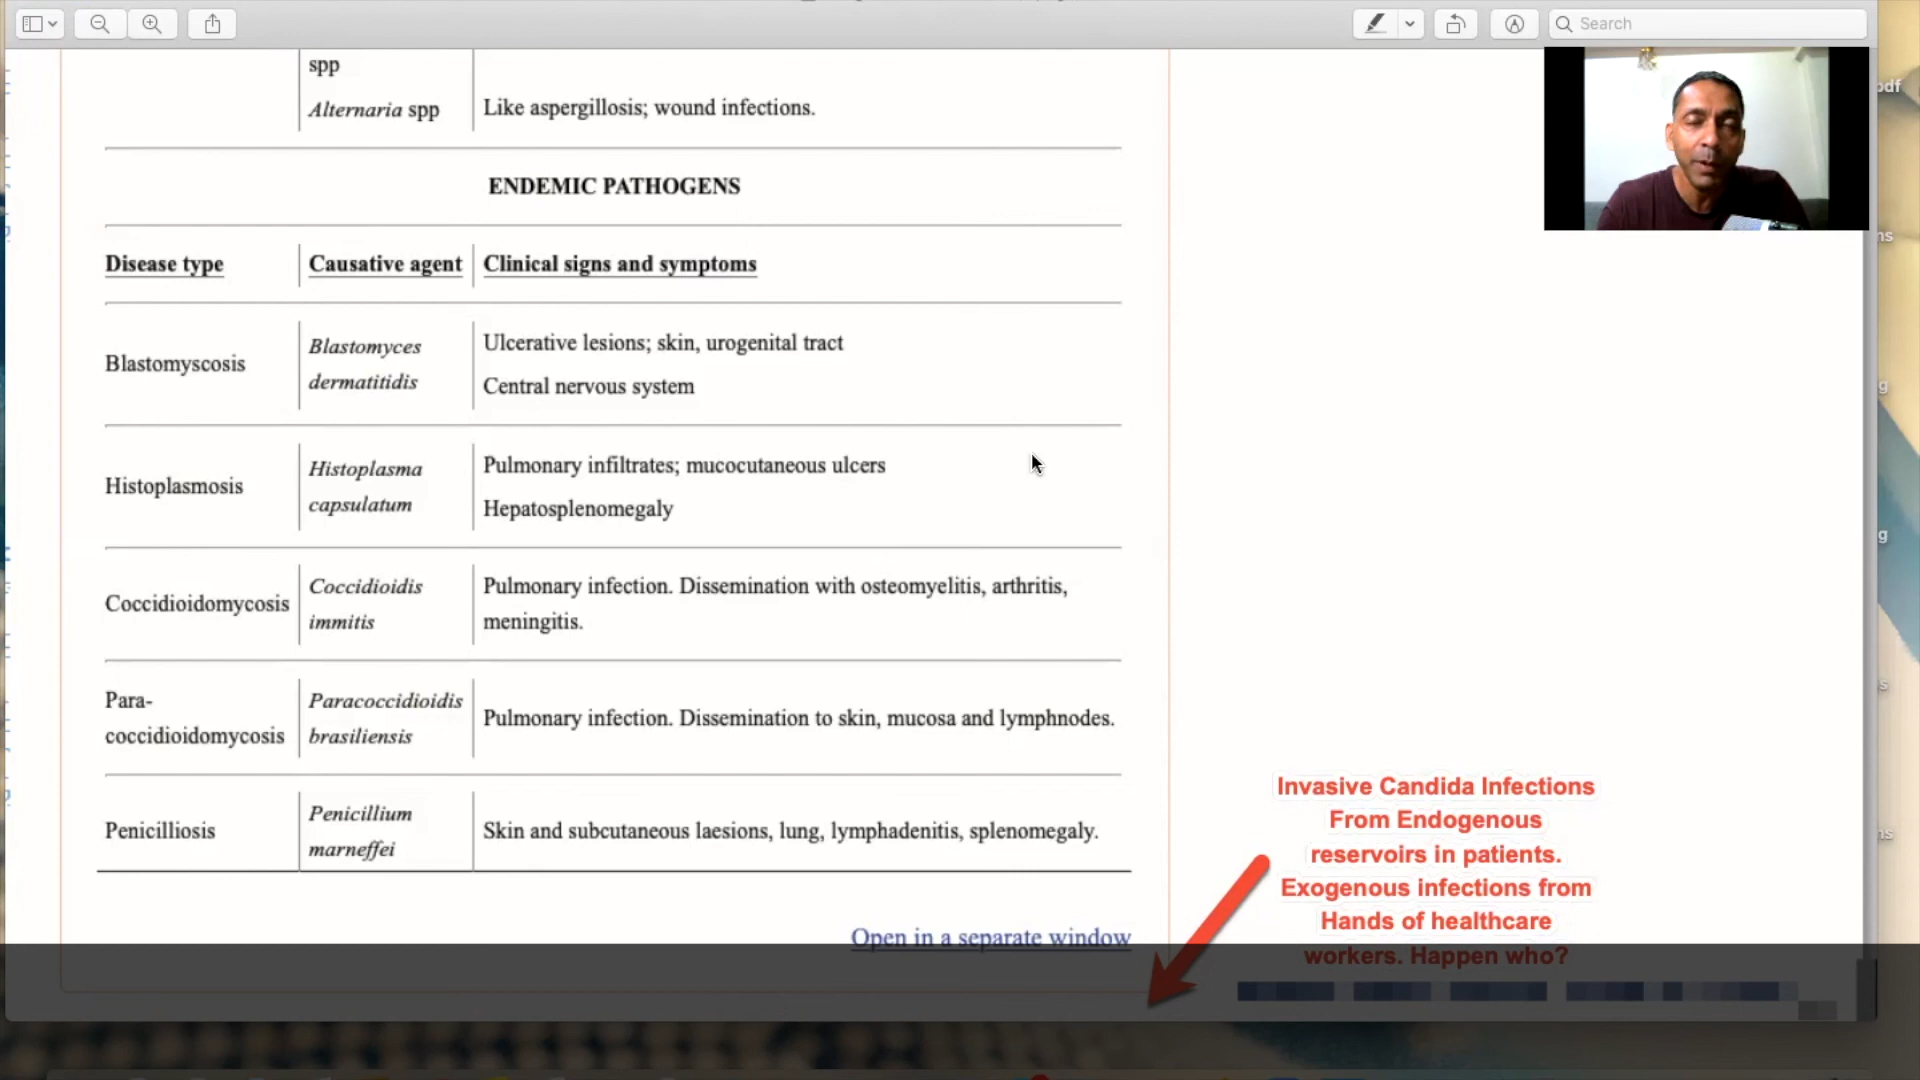 Search
pdf
spp
Alternaria spp
Like aspergillosis; wound infections.
ns
ENDEMIC PATHOGENS
Disease type
Causative agent
Clinical signs and symptoms
Blastomyscosis
Blastomyces
dermatitidis
Ulcerative lesions; skin, urogenital tract
Central nervous system
g
Histoplasmosis
Histoplasma
capsulatum
Pulmonary infiltrates; mucocutaneous ulcers
Hepatosplenomegaly
g
Coccidioidomycosis
Coccidioidis
immitis
Pulmonary infection. Dissemination with osteomyelitis, arthritis,
meningitis.
Para-
coccidioidomycosis
Paracoccidioidis
brasiliensis
Pulmonary infection. Dissemination to skin, mucosa and lymphnodes.
s
Penicilliosis
Penicillium
marneffei
Skin and subcutaneous laesions, lung, lymphadenitis, splenomegaly.
ns
Open in a separate window
Invasive Candida Infections
From Endogenous
reservoirs in patients.
Exogenous infections from
Hands of healthcare
workers. Happen who?